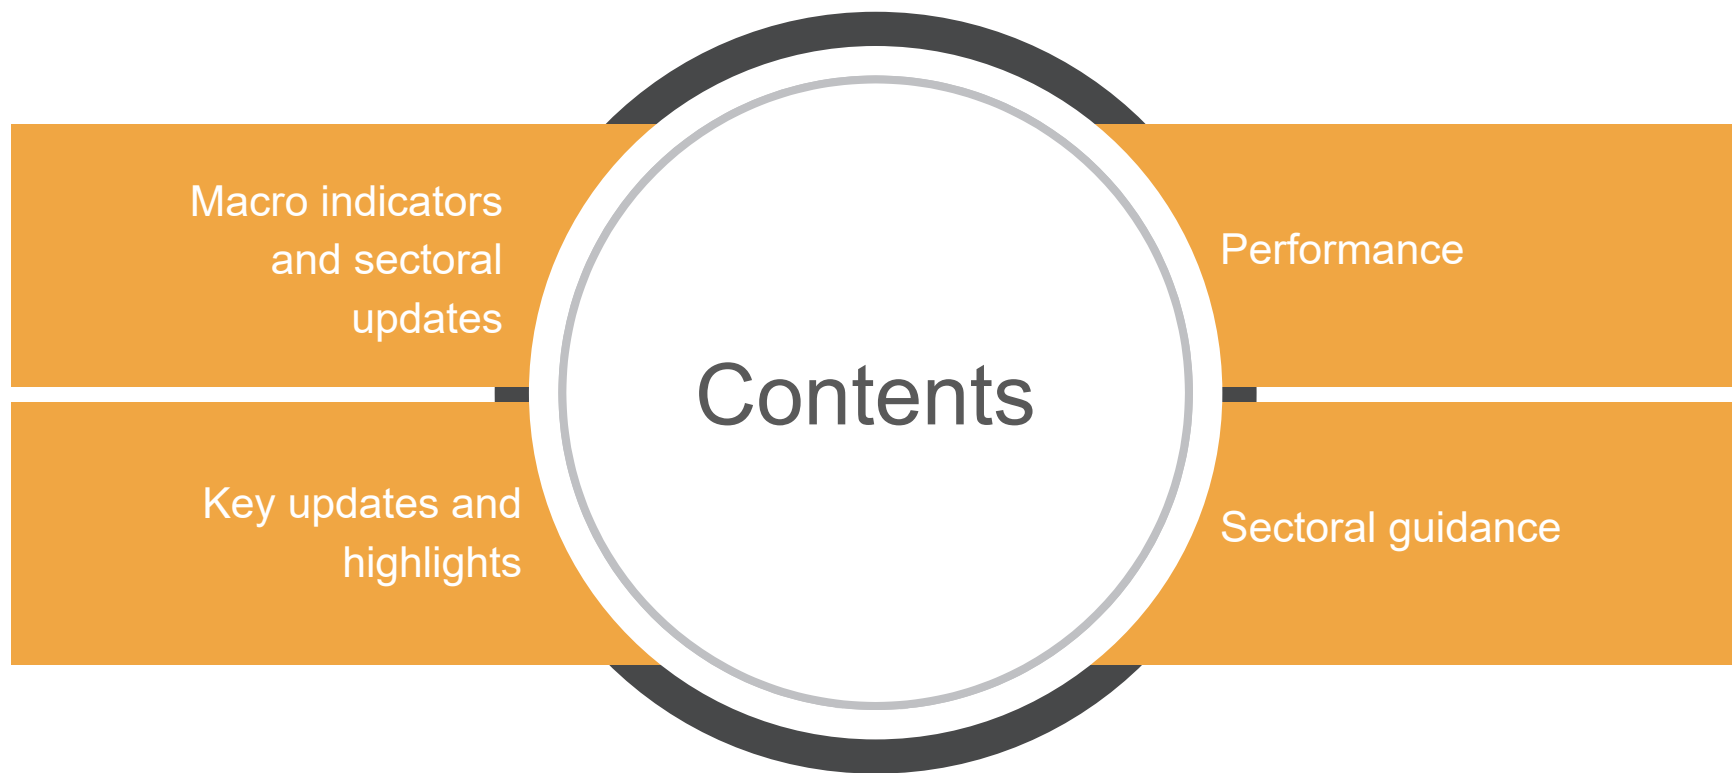 Macro indicators
and sectoral
updates
Key updates and
highlights
Contents
Performance
Sectoral guidance